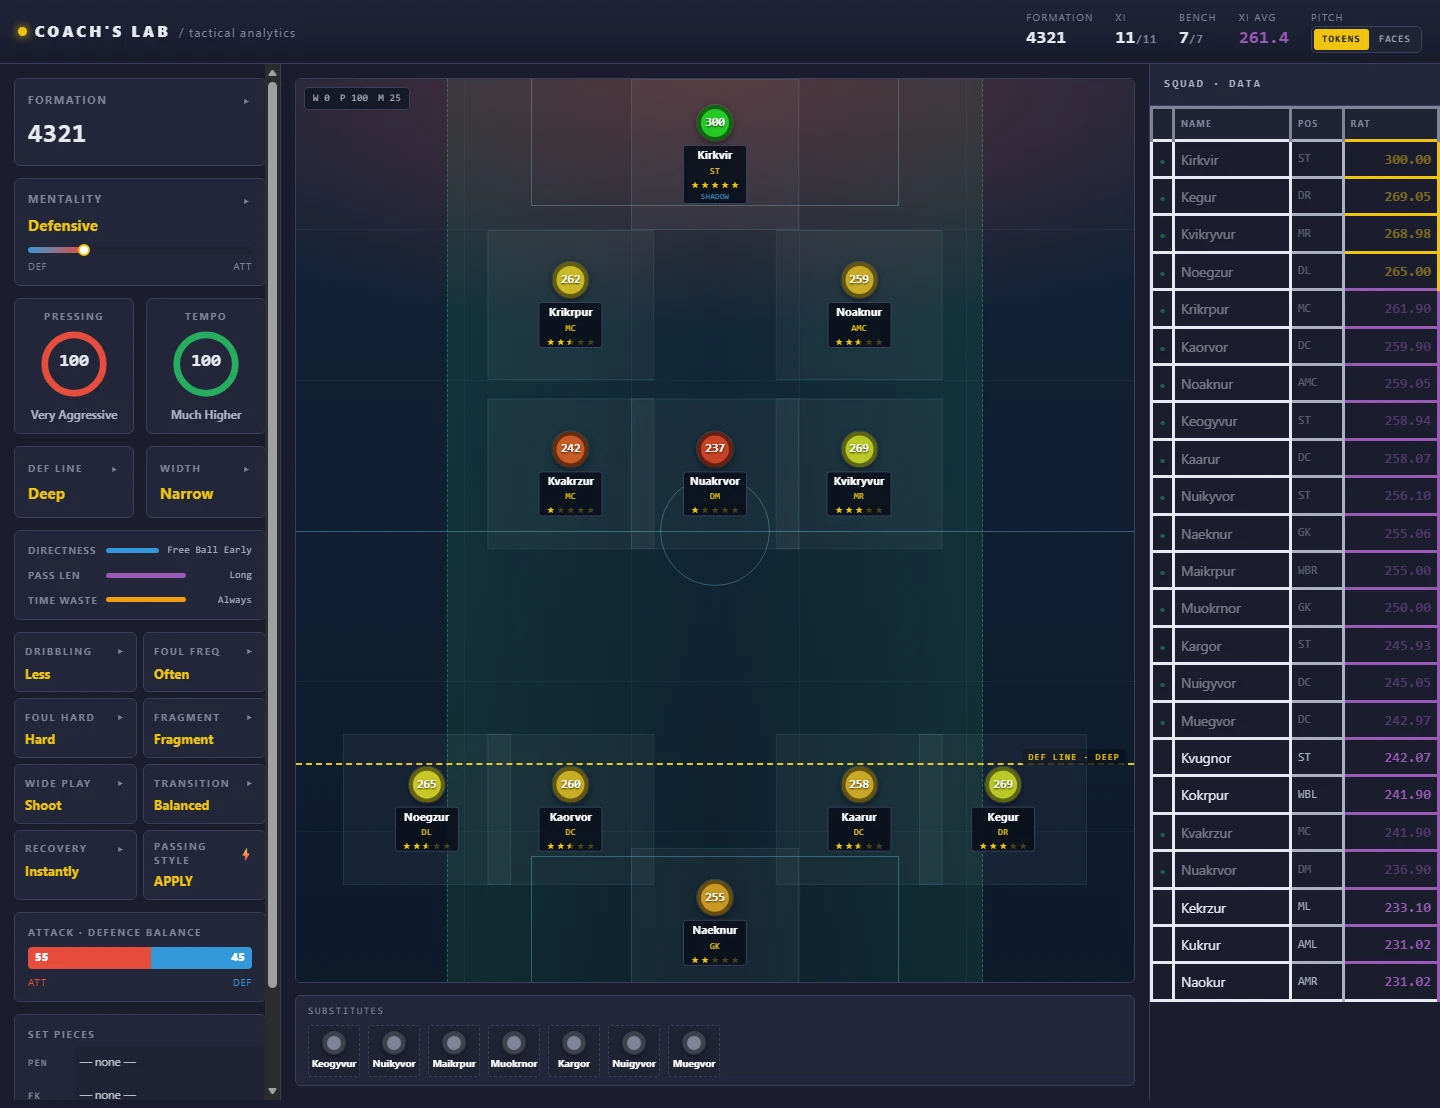 COACH'S LAB / tactical analytics
FORMATION
4321
XI
11/11
BENCH
7/7
XI AVG
261.4
PITCH
TOKENS FACES
FORMATION
4321
MENTALITY
Defensive
DEF ATT
PRESSING
100
Very Aggressive
TEMPO
100
Much Higher
DEF LINE
Deep
WIDTH
Narrow
DIRECTNESS Free Ball Early
PASS LEN Long
TIME WASTE Always
DRIBBLING
Less
FOUL FREQ
Often
FOUL HARD
Hard
FRAGMENT
Fragment
WIDE PLAY
Shoot
TRANSITION
Balanced
RECOVERY
Instantly
PASSING STYLE
APPLY
ATTACK · DEFENCE BALANCE
55 45
ATT DEF
SET PIECES
PEN — none —
FK — none —
W 0 P 100 M 25
300
Kirkvir
ST
SHADOW
262
Krikrpur
MC
259
Noaknur
AMC
242
Kvakrzur
MC
237
Nuakrvor
DM
269
Kvikryvur
MR
DEF LINE · DEEP
265
Noegzur
DL
260
Kaorvor
DC
258
Kaarur
DC
269
Kegur
DR
255
Naeknur
GK
SUBSTITUTES
Keogyvur Nuikyvor Maikrpur Muokrnor Kargor Nuigyvor Muegvor
SQUAD · DATA
NAME POS RAT
Kirkvir ST 300.00
Kegur DR 269.05
Kvikryvur MR 268.98
Noegzur DL 265.00
Krikrpur MC 261.90
Kaorvor DC 259.90
Noaknur AMC 259.05
Keogyvur ST 258.94
Kaarur DC 258.07
Nuikyvor ST 256.10
Naeknur GK 255.06
Maikrpur WBR 255.00
Muokrnor GK 250.00
Kargor ST 245.93
Nuigyvor DC 245.05
Muegvor DC 242.97
Kvugnor ST 242.07
Kokrpur WBL 241.90
Kvakrzur MC 241.90
Nuakrvor DM 236.90
Kekrzur ML 233.10
Kukrur AML 231.02
Naokur AMR 231.02